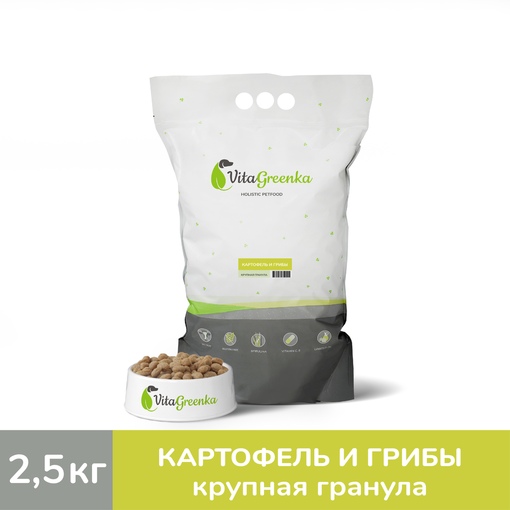 VitaGreenka
HOLISTIC PETFOOD
КАРТОФЕЛЬ И ГРИБЫ
VitaGreenka
2,5кг
КАРТОФЕЛЬ И ГРИБЫ
крупная гранула